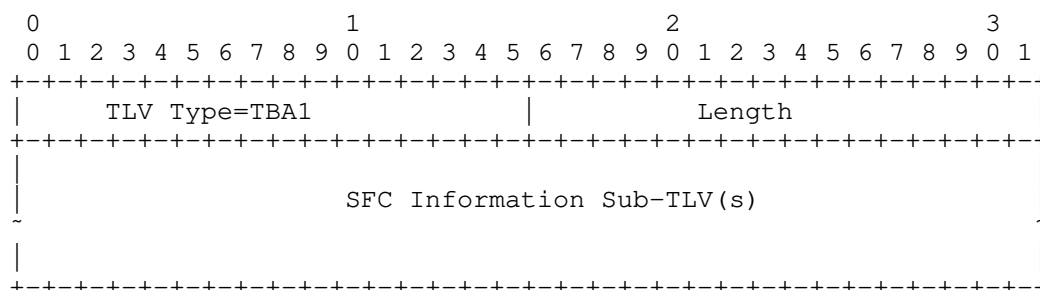 0                   1                   2                   3
 0 1 2 3 4 5 6 7 8 9 0 1 2 3 4 5 6 7 8 9 0 1 2 3 4 5 6 7 8 9 0 1
+-+-+-+-+-+-+-+-+-+-+-+-+-+-+-+-+-+-+-+-+-+-+-+-+-+-+-+-+-+-+-+-
|     TLV Type=TBA1             |          Length
+-+-+-+-+-+-+-+-+-+-+-+-+-+-+-+-+-+-+-+-+-+-+-+-+-+-+-+-+-+-+-+-
|
|                    SFC Information Sub-TLV(s)
~                                                               ~
|
+-+-+-+-+-+-+-+-+-+-+-+-+-+-+-+-+-+-+-+-+-+-+-+-+-+-+-+-+-+-+-+-